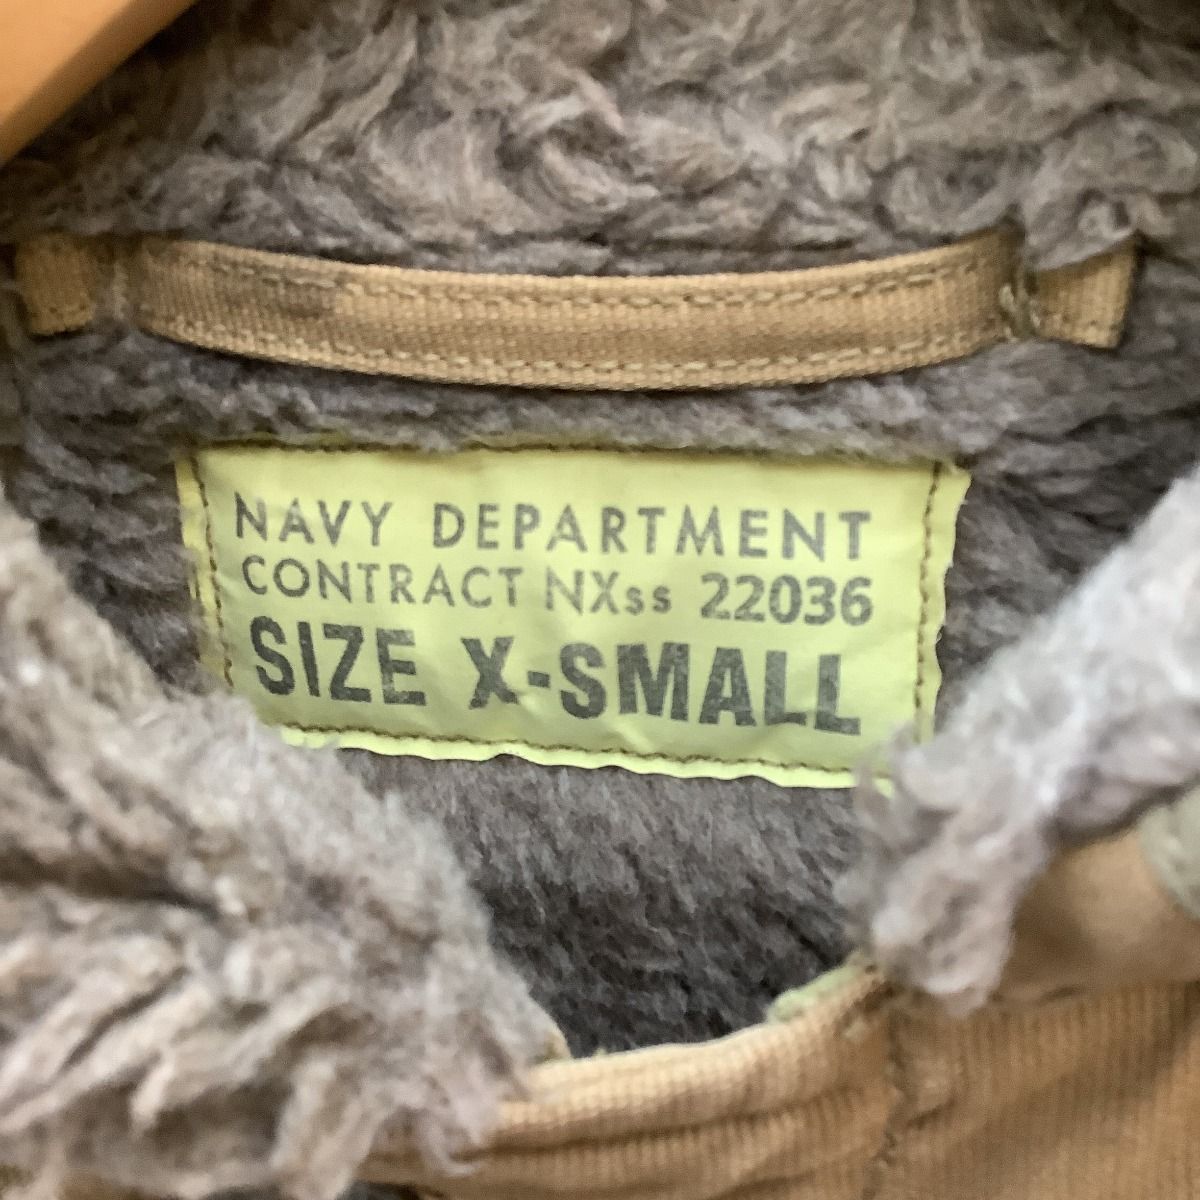 NAVY DEPARTMENT
CONTRACT NXss 22036
SIZE X-SMALL